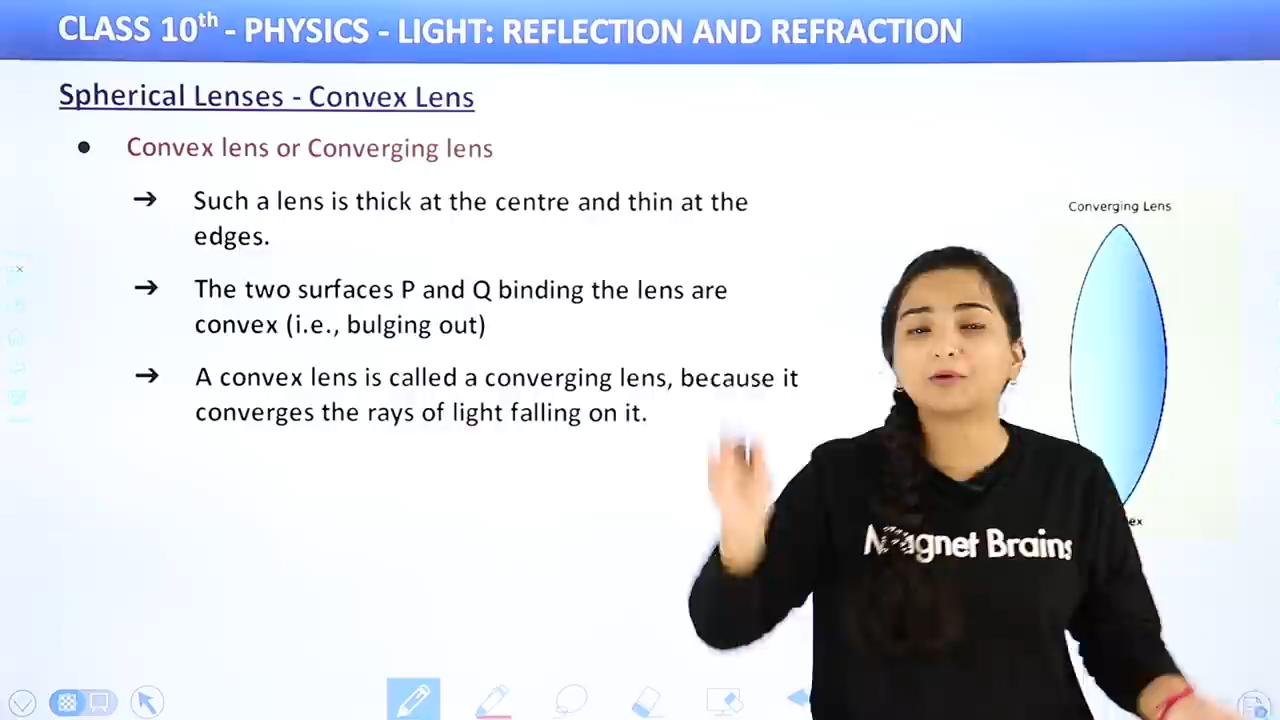 CLASS 10th - PHYSICS - LIGHT: REFLECTION AND REFRACTION
Spherical Lenses - Convex Lens
● Convex lens or Converging lens
➔ Such a lens is thick at the centre and thin at the
edges.
➔ The two surfaces P and Q binding the lens are
convex (i.e., bulging out)
➔ A convex lens is called a converging lens, because it
converges the rays of light falling on it.
Converging Lens
ex
Magnet Brains